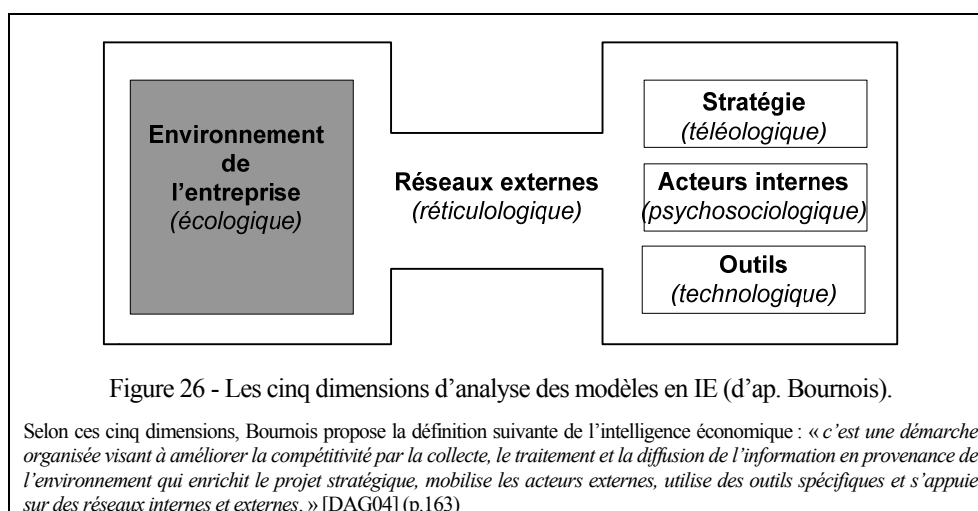 Environnement
de
l’entreprise
(écologique)
Réseaux externes
(réticulologique)
Stratégie
(téléologique)
Acteurs internes
(psychosociologique)
Outils
(technologique)
Figure 26 - Les cinq dimensions d’analyse des modèles en IE (d’ap. Bournois).
Selon ces cinq dimensions, Bournois propose la définition suivante de l’intelligence économique : « c’est une démarche
organisée visant à améliorer la compétitivité par la collecte, le traitement et la diffusion de l’information en provenance de
l’environnement qui enrichit le projet stratégique, mobilise les acteurs externes, utilise des outils spécifiques et s’appuie
sur des réseaux internes et externes. » [DAG04] (p.163)